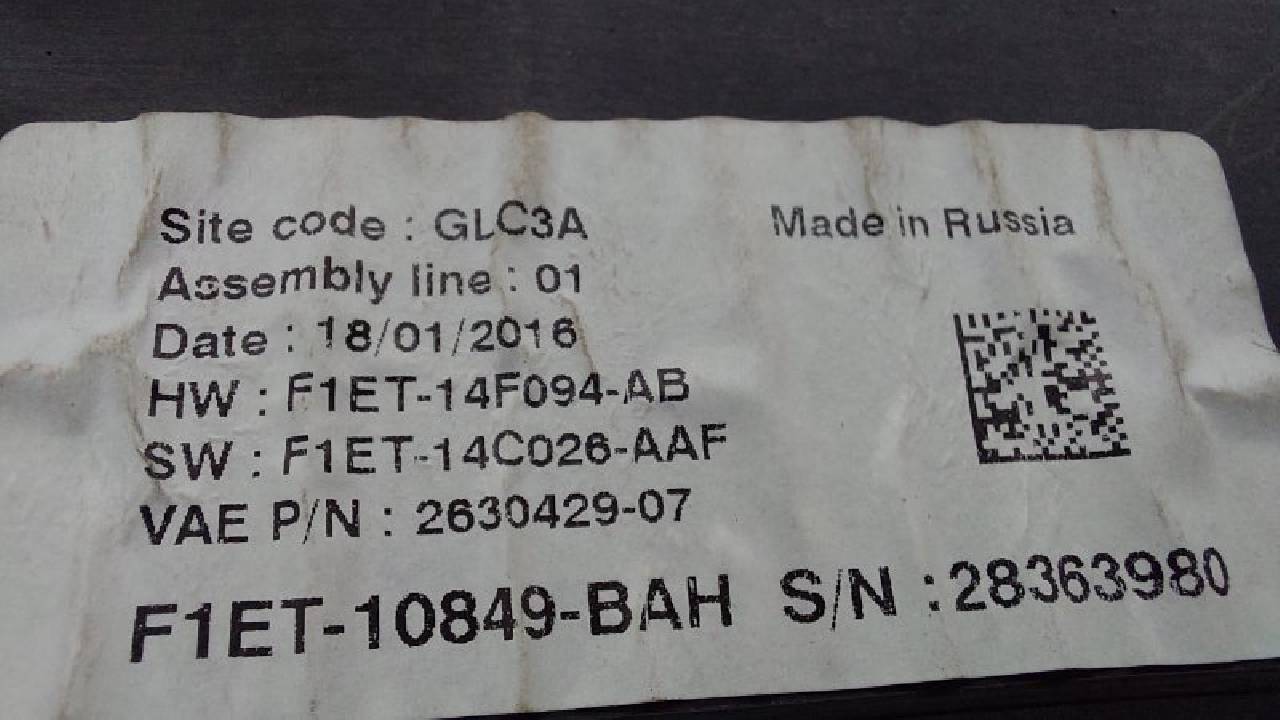 Site code : GLC3A
Made in Russia
Assembly line : 01
Date : 18/01/2016
HW : F1ET-14F094-AB
SW : F1ET-14C026-AAF
VAE P/N : 2630429-07
F1ET-10849-BAH S/N :28363980